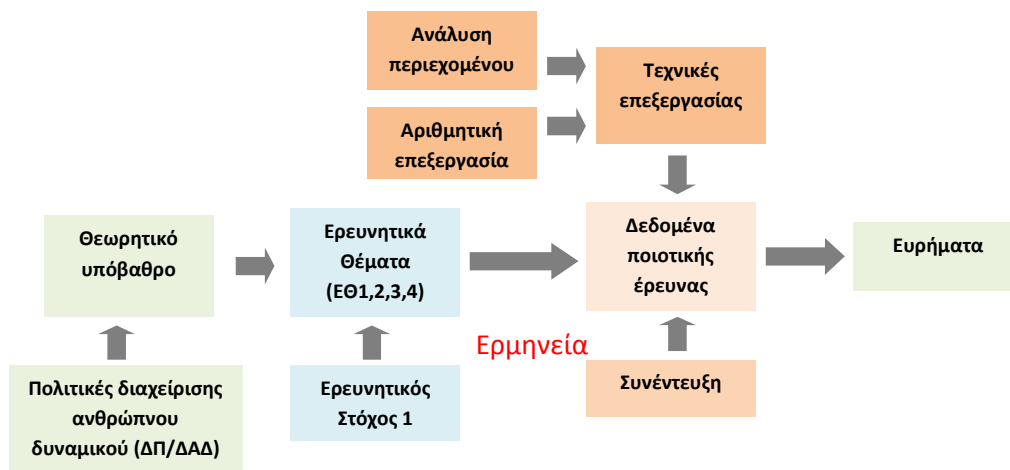 Ανάλυση
περιεχομένου
Τεχνικές
επεξεργασίας
Αριθμητική
επεξεργασία
Θεωρητικό
υπόβαθρο
Ερευνητικά
Θέματα
(ΕΘ1,2,3,4)
Δεδομένα
ποιοτικής
έρευνας
Ευρήματα
Ερμηνεία
Πολιτικές διαχείρισης
ανθρώπνου
δυναμικού (ΔΠ/ΔΑΔ)
Ερευνητικός
Στόχος 1
Συνέντευξη